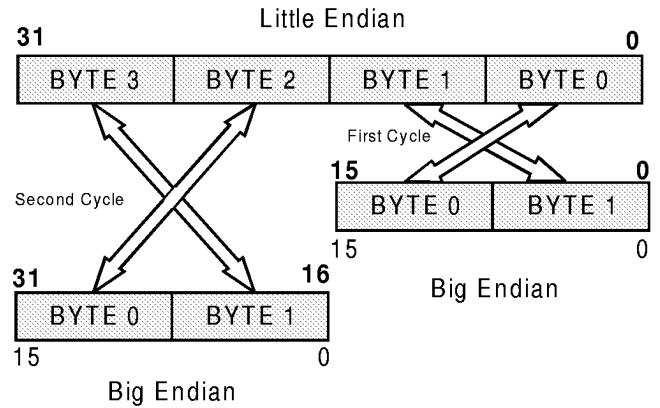 Little Endian
31 0
BYTE 3 BYTE 2 BYTE 1 BYTE 0
First Cycle
15 0
Second Cycle
BYTE 0 BYTE 1
15 0
31 16
Big Endian
BYTE 0 BYTE 1
15 0
Big Endian